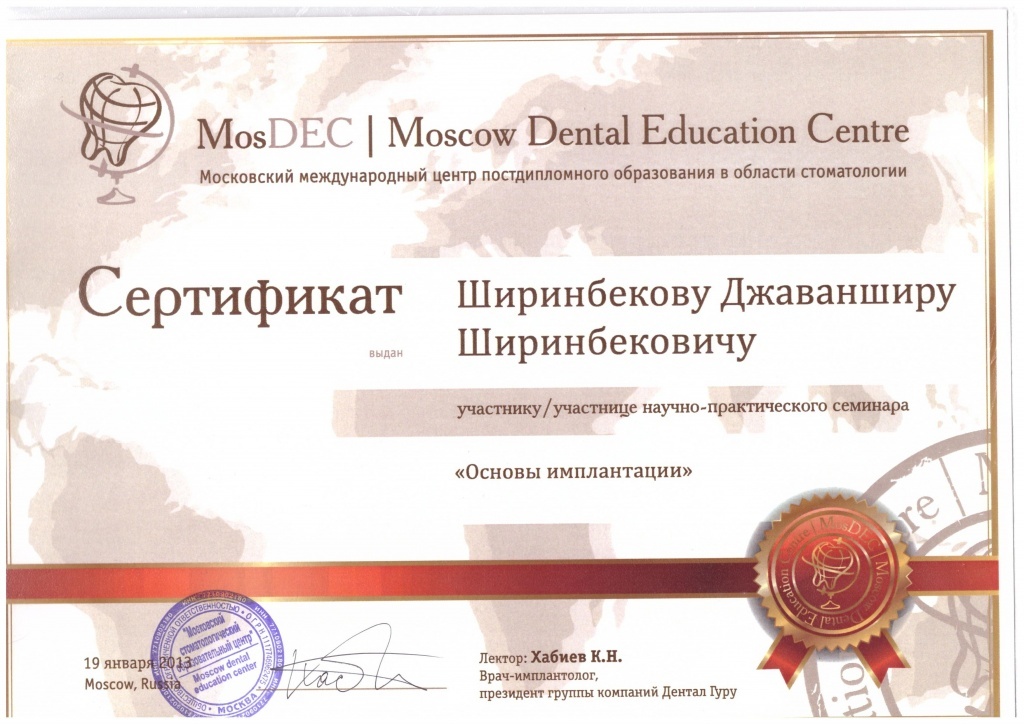 MosDEC | Moscow Dental Education Centre
Московский международный центр постдипломного образования в области стоматологии
Сертификат
выдан
Ширинбекову Джаванширу
Ширинбековичу
участнику/участнице научно-практического семинара
«Основы имплантации»
19 января 2013
Moscow, Russia
"Московский
стоматологический
образовательный центр"
Moscow dental
education center
МОСКВА
Лектор: Хабиев К.Н.
Врач-имплантолог,
президент группы компаний Дентал Гуру
MosDEC | Moscow Dental Education Centre